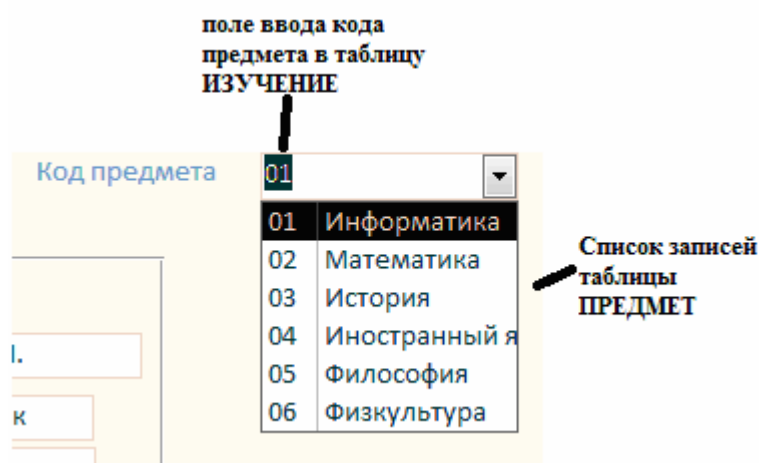 поле ввода кода
предмета в таблицу
ИЗУЧЕНИЕ
Код предмета 01
01 Информатика
02 Математика
03 История
04 Иностранный я
05 Философия
06 Физкультура
Список записей
таблицы
ПРЕДМЕТ
к